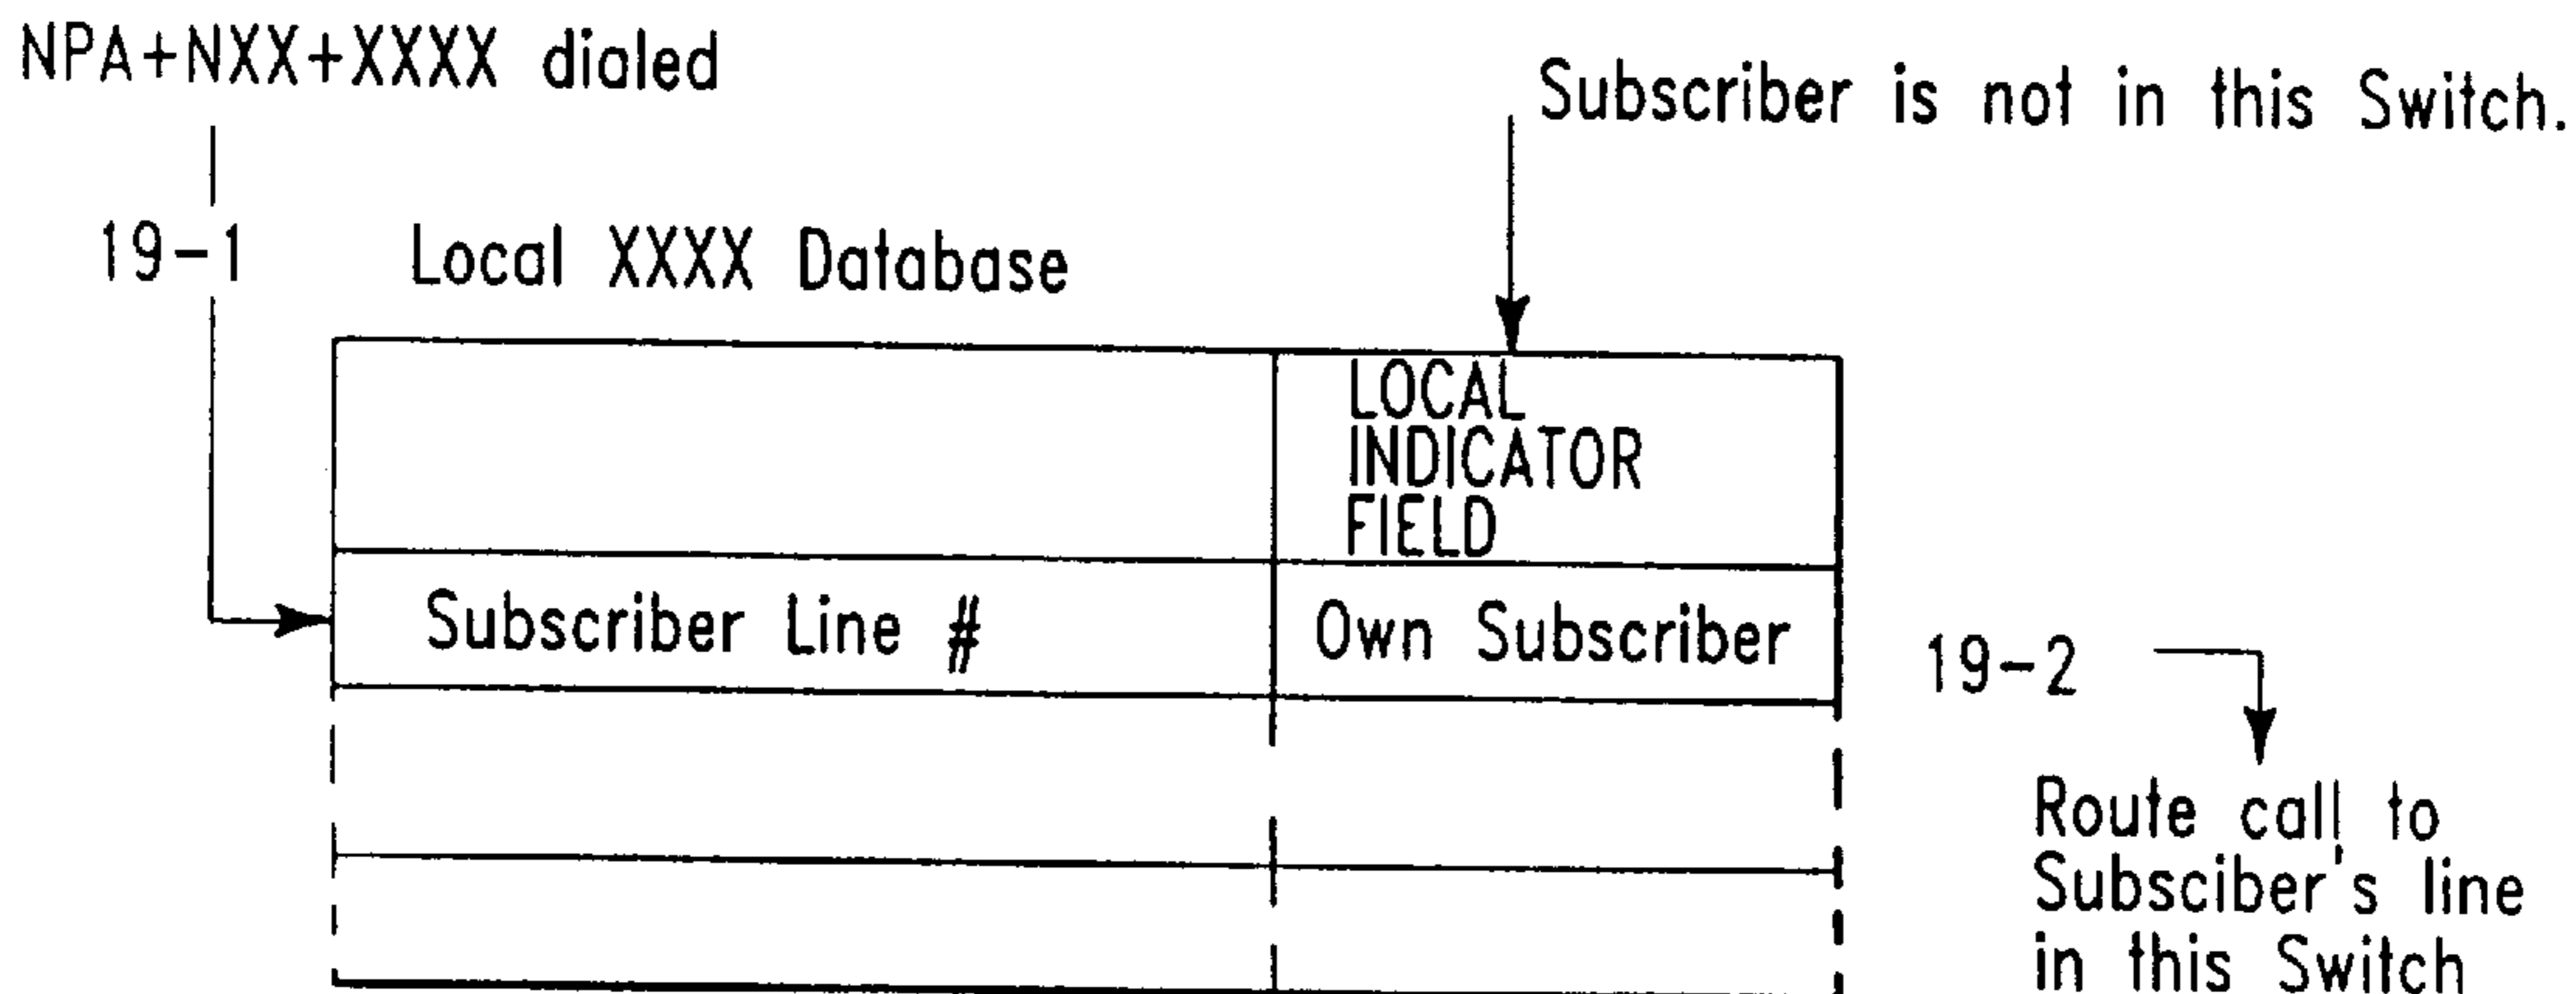 NPA+NXX+XXXX dialed
Subscriber is not in this Switch.
19-1
Local XXXX Database
LOCAL
INDICATOR
FIELD
Subscriber Line #
Own Subscriber
19-2
Route call to
Subsciber's line
in this Switch